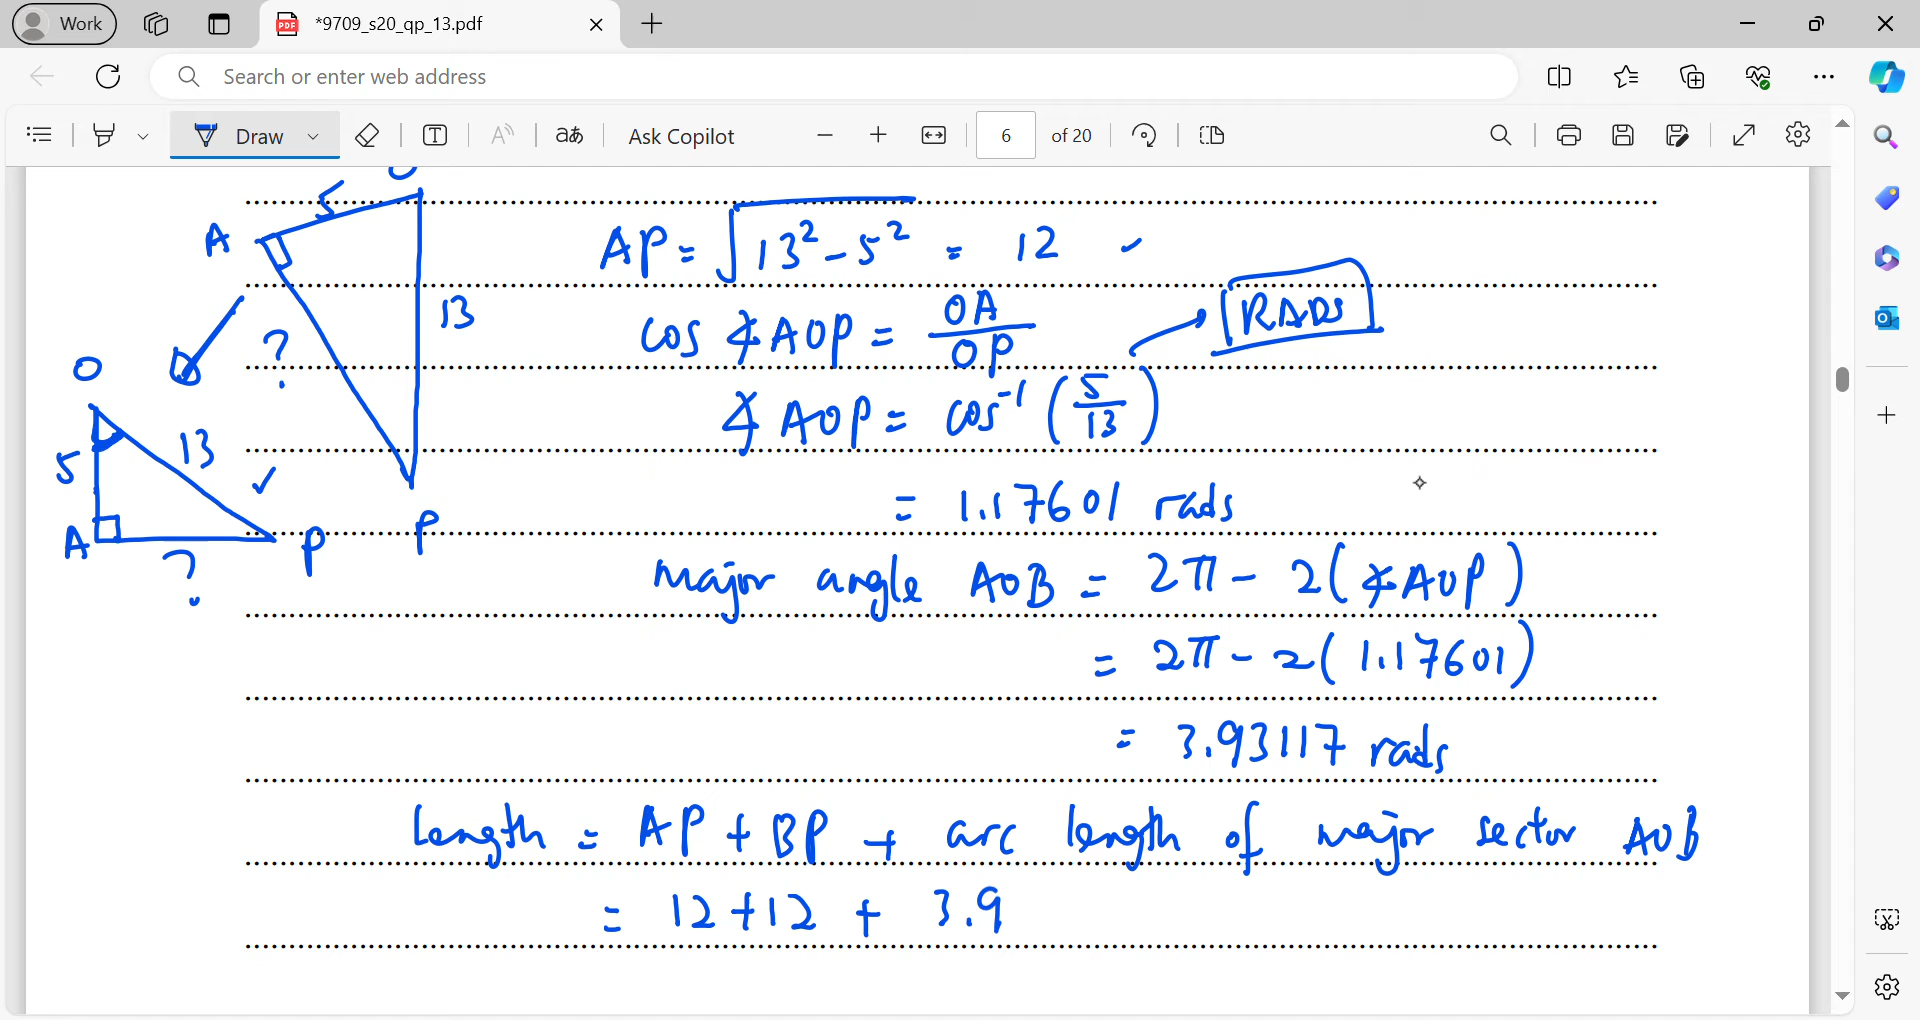 Work
*9709_s20_qp_13.pdf
Search or enter web address
Draw
aあ
Ask Copilot
6 of 20
O
5
A
13
?
P
O
5
13
A
?
P
AP = √13² - 5² = 12
cos ∡AOP = OA/OP
RADS
∡AOP = cos⁻¹ (5/13)
= 1.17601 rads
major angle AOB = 2π - 2(∡AOP)
= 2π - 2(1.17601)
= 3.93117 rads
Length = AP + BP + arc length of major sector AOB
= 12 + 12 + 3.9